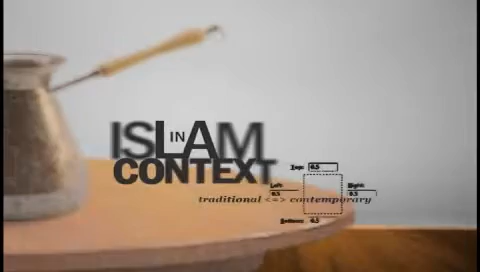 ISLAM
IN
CONTEXT
Top: 0.5
Left:
0.5
Right:
0.5
traditional <=> contemporary
Bottom: 0.5